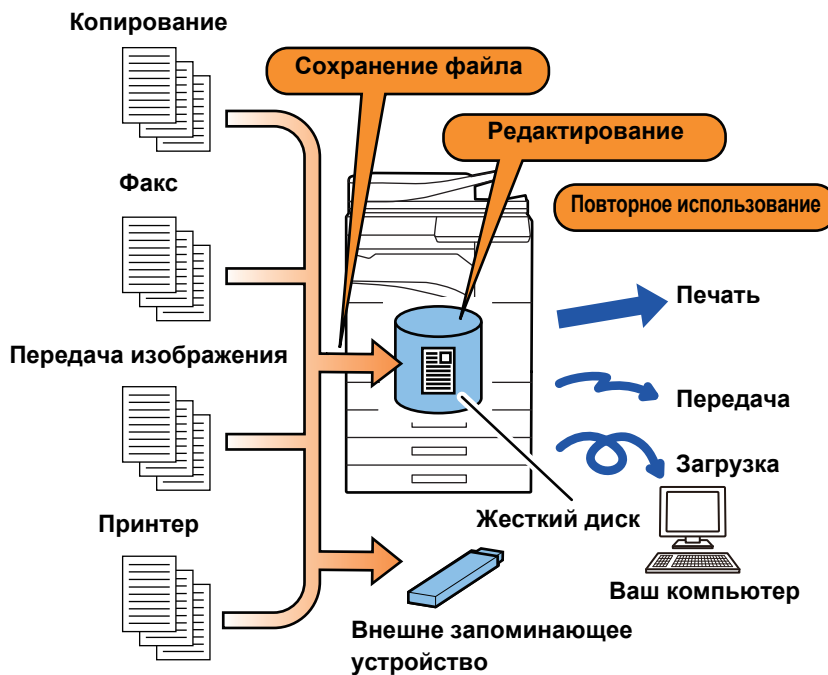 Копирование
Сохранение файла
Редактирование
Факс
Повторное использование
Печать
Передача изображения
Передача
Загрузка
Принтер
Жесткий диск
Ваш компьютер
Внешне запоминающее
устройство